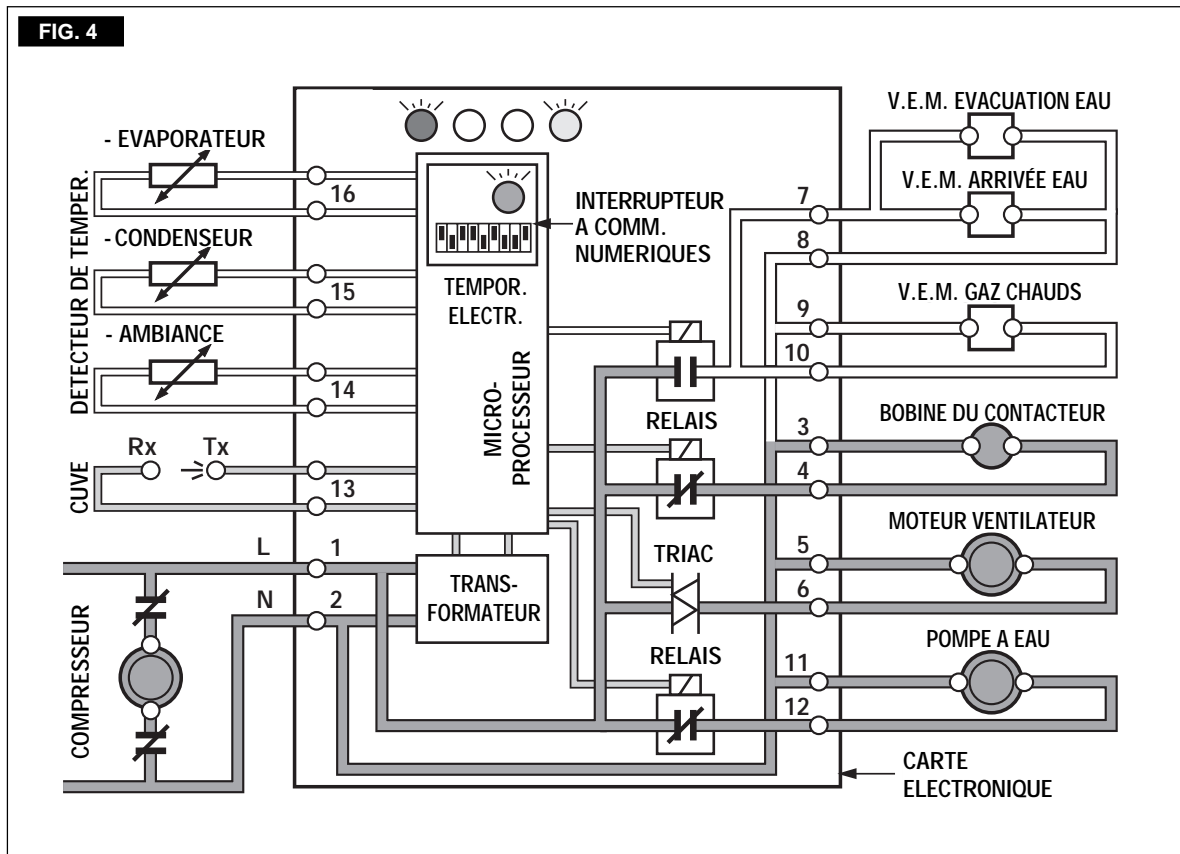 FIG. 4
V.E.M. EVACUATION EAU
- EVAPORATEUR
16
V.E.M. ARRIVÉE EAU
7
INTERRUPTEUR
A COMM.
NUMERIQUES
8
DETECTEUR DE TEMPER.
-CONDENSEUR
15
TEMPOR.
ELECTR.
V.E.M. GAZ CHAUDS
9
10
- AMBIANCE
14
MICRO-
PROCESSEUR
RELAIS
BOBINE DU CONTACTEUR
3
4
CUVE
Rx
Tx
13
MOTEUR VENTILATEUR
L
1
TRIAC
5
6
N
2
TRANS-
FORMATEUR
COMPRESSEUR
RELAIS
POMPE A EAU
11
12
CARTE
ELECTRONIQUE